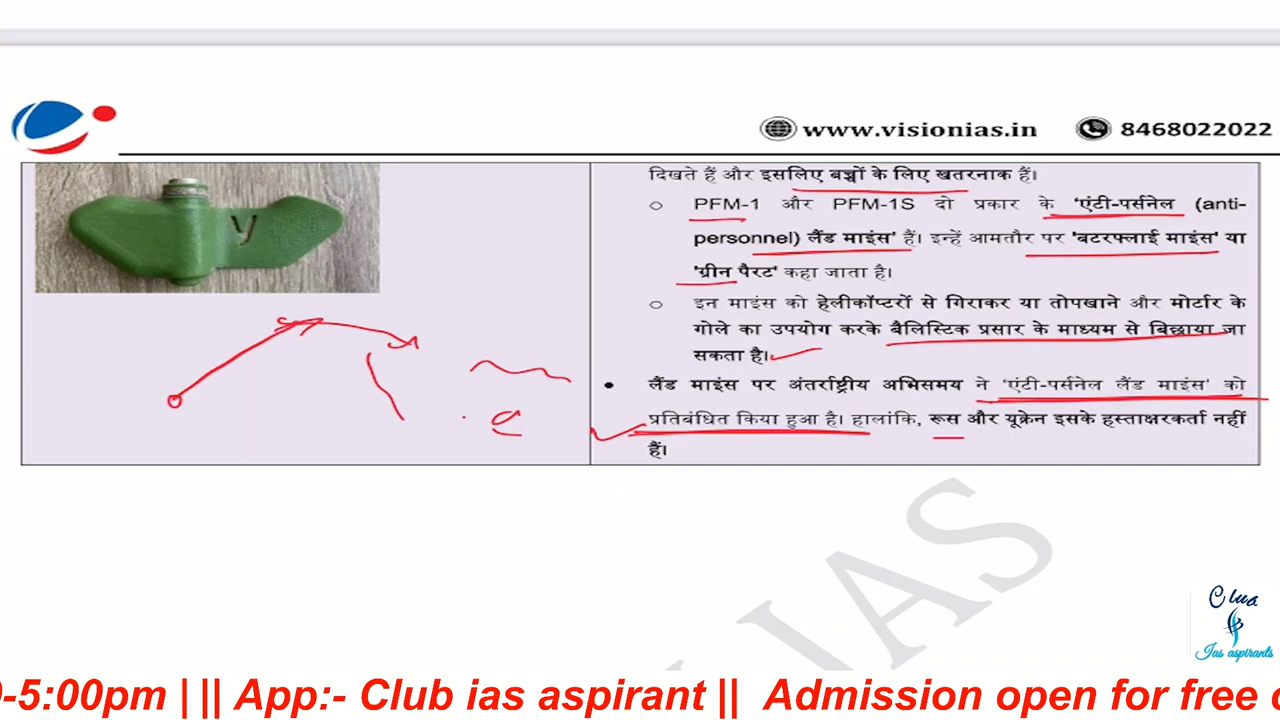 www.visionias.in 8468022022
दिखते हैं और इसलिए बच्चों के लिए खतरनाक हैं।
○ PFM-1 और PFM-1S दो प्रकार के 'एंटी-पर्सनेल (anti-
personnel) लैंड माइंस' हैं। इन्हें आमतौर पर 'बटरफ्लाई माइंस' या
'ग्रीन पैरट' कहा जाता है।
○ इन माइंस को हेलीकॉप्टरों से गिराकर या तोपखाने और मोर्टार के
गोले का उपयोग करके बैलिस्टिक प्रसार के माध्यम से बिछाया जा
सकता है।
• लैंड माइंस पर अंतर्राष्ट्रीय अभिसमय ने 'एंटी-पर्सनेल लैंड माइंस' को
प्रतिबंधित किया हुआ है। हालांकि, रूस और यूक्रेन इसके हस्ताक्षरकर्ता नहीं
हैं।
IAS
Club
Ias aspirants
-5:00pm | || App:- Club ias aspirant || Admission open for free